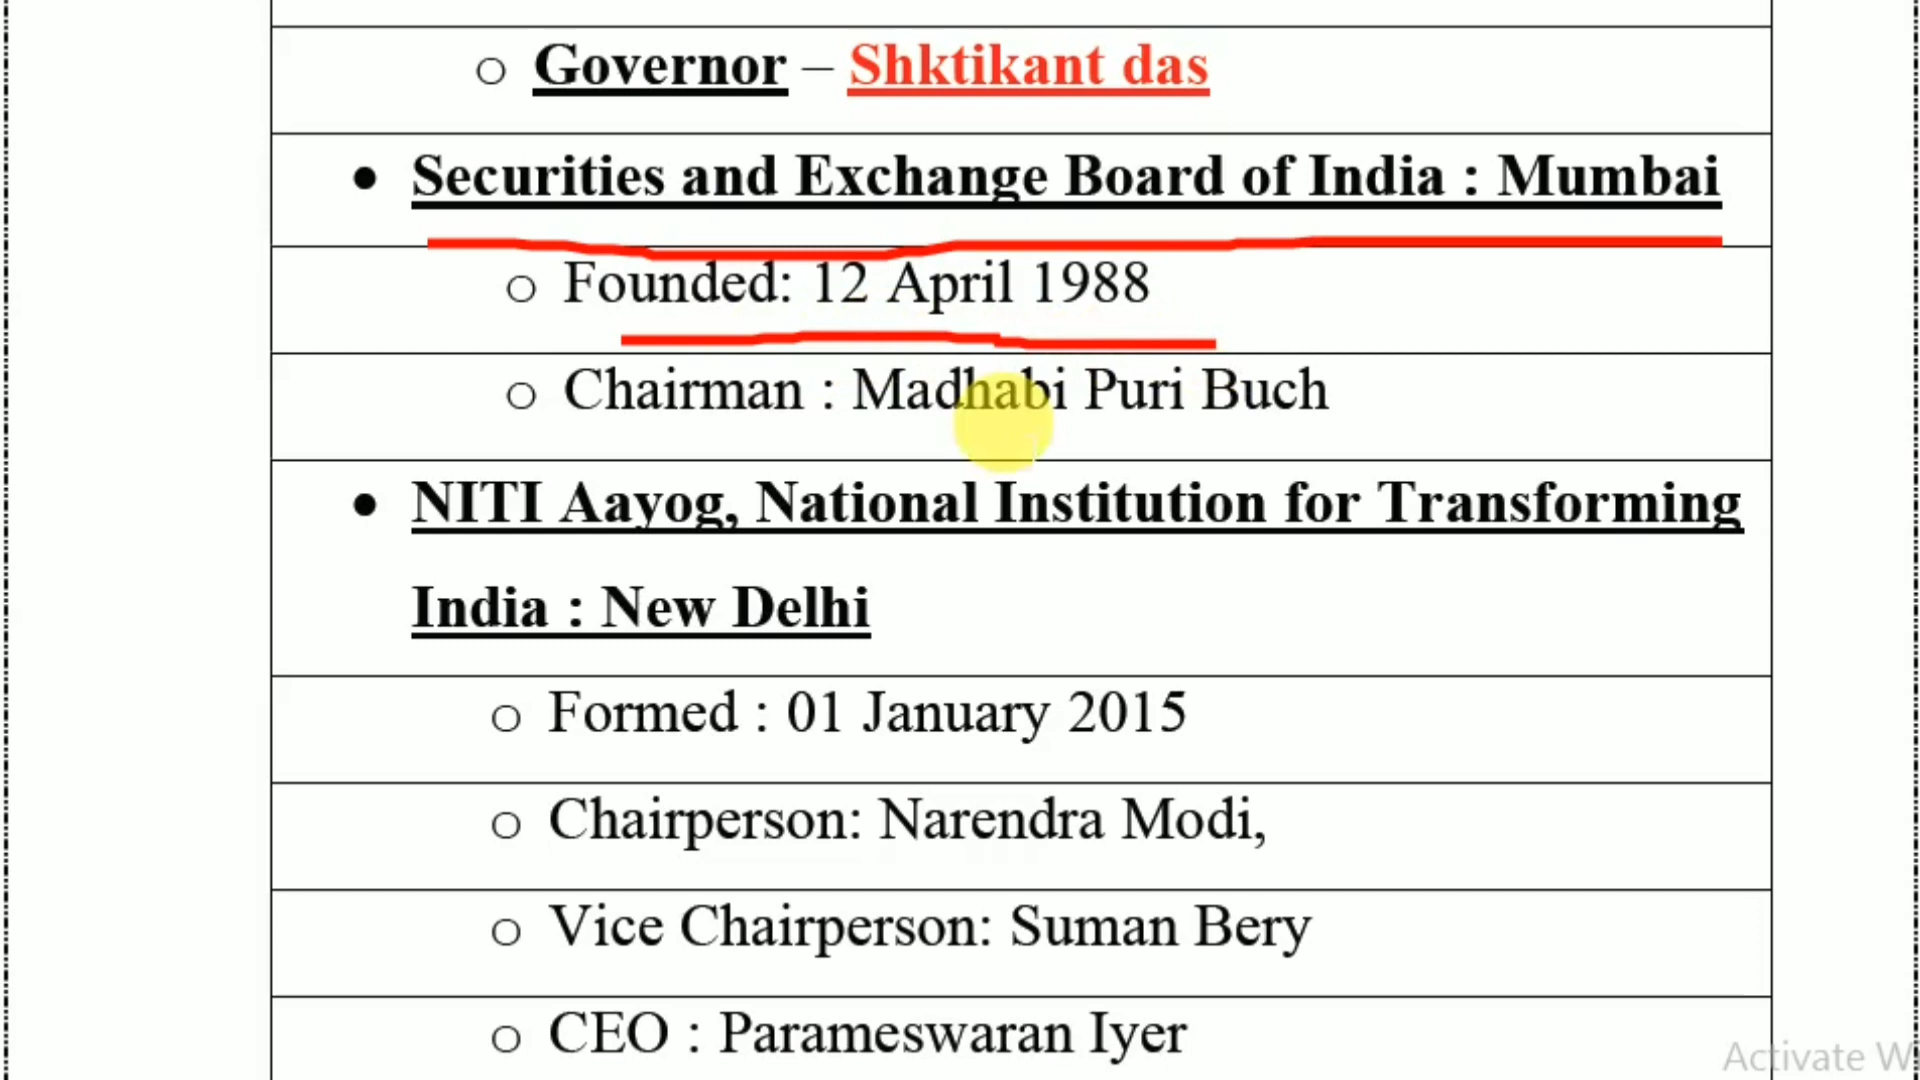 o Governor – Shktikant das
• Securities and Exchange Board of India : Mumbai
o Founded: 12 April 1988
o Chairman : Madhabi Puri Buch
• NITI Aayog, National Institution for Transforming
India : New Delhi
o Formed : 01 January 2015
o Chairperson: Narendra Modi,
o Vice Chairperson: Suman Bery
o CEO : Parameswaran Iyer
Activate W